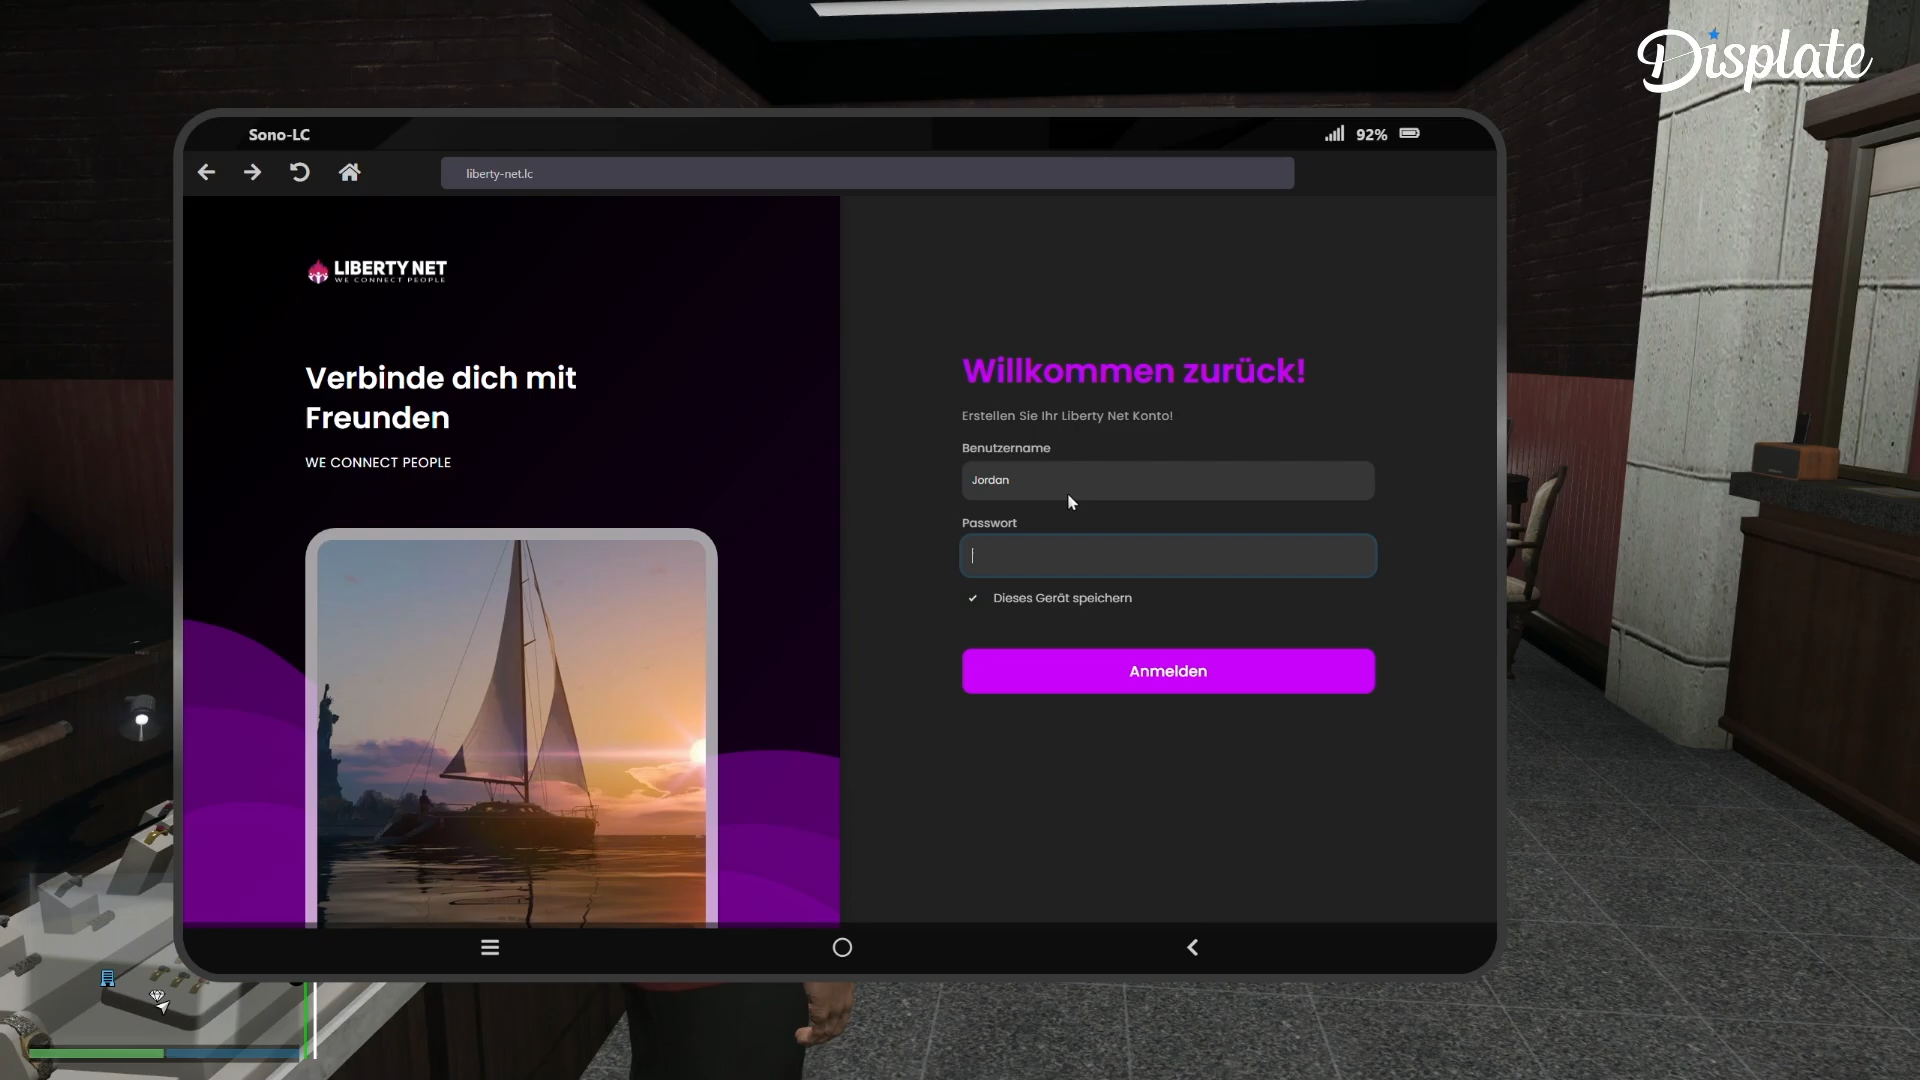 Displate
Sono-LC
92%
liberty-net.lc
LIBERTY NET
WE CONNECT PEOPLE
Verbinde dich mit
Freunden
WE CONNECT PEOPLE
Willkommen zurück!
Erstellen Sie Ihr Liberty Net Konto!
Benutzername
Jordan
Passwort
Dieses Gerät speichern
Anmelden